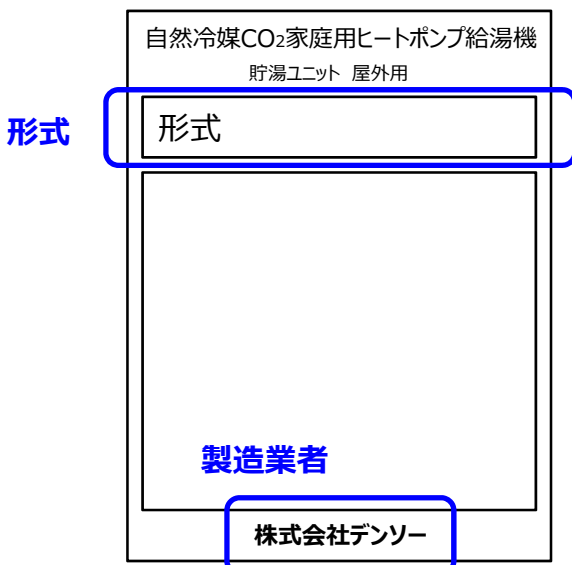 自然冷媒CO₂家庭用ヒートポンプ給湯機
貯湯ユニット 屋外用
形式
形式
製造業者
株式会社デンソー